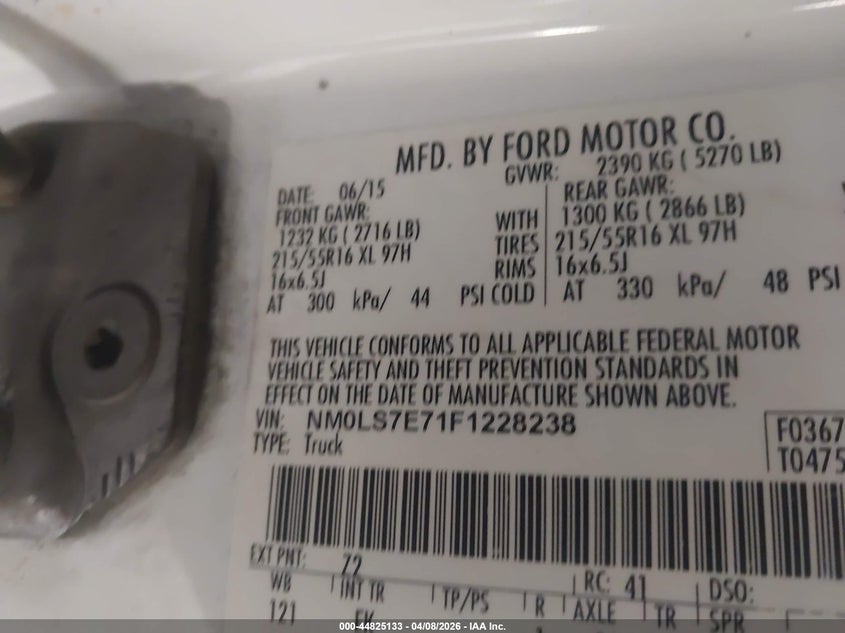 MFD. BY FORD MOTOR CO.
DATE: 06/15 GVWR: 2390 KG ( 5270 LB)
FRONT GAWR: REAR GAWR:
1232 KG ( 2716 LB) WITH 1300 KG ( 2866 LB)
215/55R16 XL 97H TIRES 215/55R16 XL 97H
16x6.5J RIMS 16x6.5J
AT 300 kPa/ 44 PSI COLD AT 330 kPa/ 48 PSI
THIS VEHICLE CONFORMS TO ALL APPLICABLE FEDERAL MOTOR
VEHICLE SAFETY AND THEFT PREVENTION STANDARDS IN
EFFECT ON THE DATE OF MANUFACTURE SHOWN ABOVE.
VIN: NM0LS7E71F1228238 F0367
TYPE: Truck T0475
EXT PNT: Z2 RC: 41 DSO:
WB INT TR TP/PS R AXLE TR SPR
121
000-44825133 - 04/08/2026 - IAA Inc.